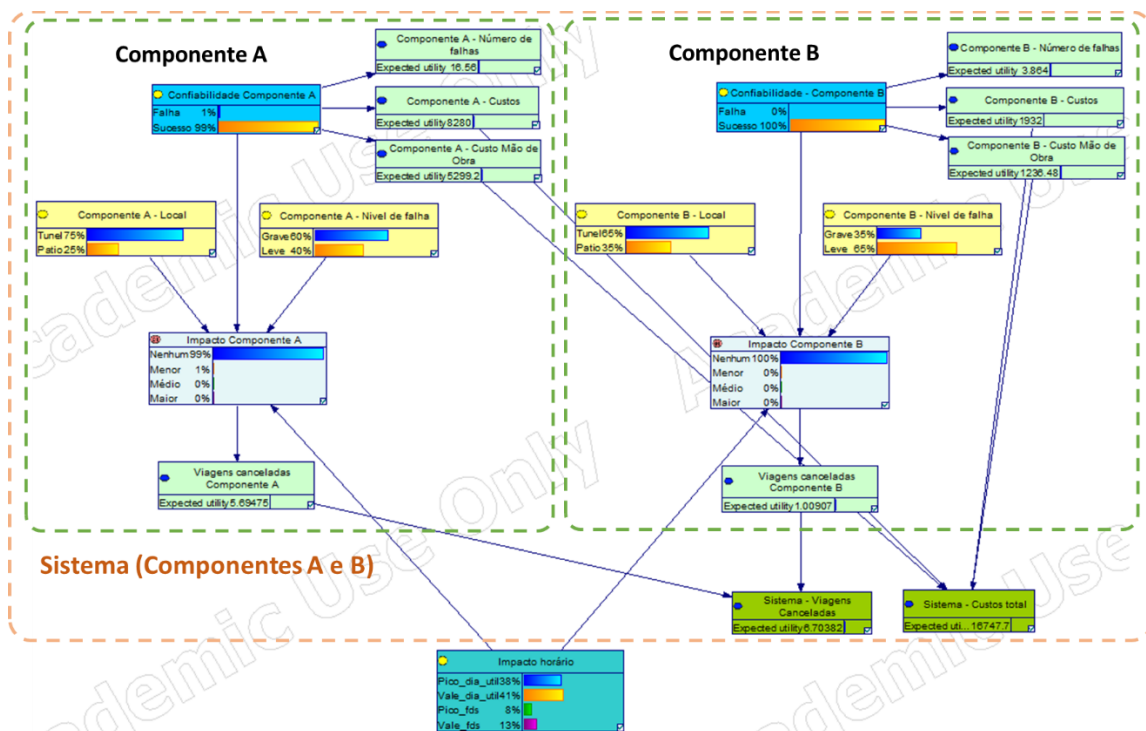 Componente A
Componente A - Número de
falhas
Expected utility 16.56
Confiabilidade Componente A
Falha 1%
Sucesso 99%
Componente A - Custos
Expected utility 8280
Componente A - Custo Mão de
Obra
Expected utility 5299.2
Componente A - Local
Tunel 75%
Patio 25%
Componente A - Nivel de falha
Grave 60%
Leve 40%
Impacto Componente A
Nenhum 99%
Menor 1%
Médio 0%
Maior 0%
Viagens canceladas
Componente A
Expected utility 5.69475
Componente B
Componente B - Número de falhas
Expected utility 3.864
Confiabilidade - Componente B
Falha 0%
Sucesso 100%
Componente B - Custos
Expected utility 1932
Componente B - Custo Mão de
Obra
Expected utility 1236.48
Componente B - Local
Tunel 65%
Patio 35%
Componente B - Nivel de falha
Grave 35%
Leve 65%
Impacto Componente B
Nenhum 100%
Menor 0%
Médio 0%
Maior 0%
Viagens canceladas
Componente B
Expected utility 1.00907
Sistema (Componentes A e B)
Sistema - Viagens
Canceladas
Expected utility 6.70382
Sistema - Custos total
Expected uti... 16747.7
Impacto horário
Pico_dia_util 38%
Vale_dia_util 41%
Pico_fds 8%
Vale_fds 13%
Academic Use Only
Academic Use